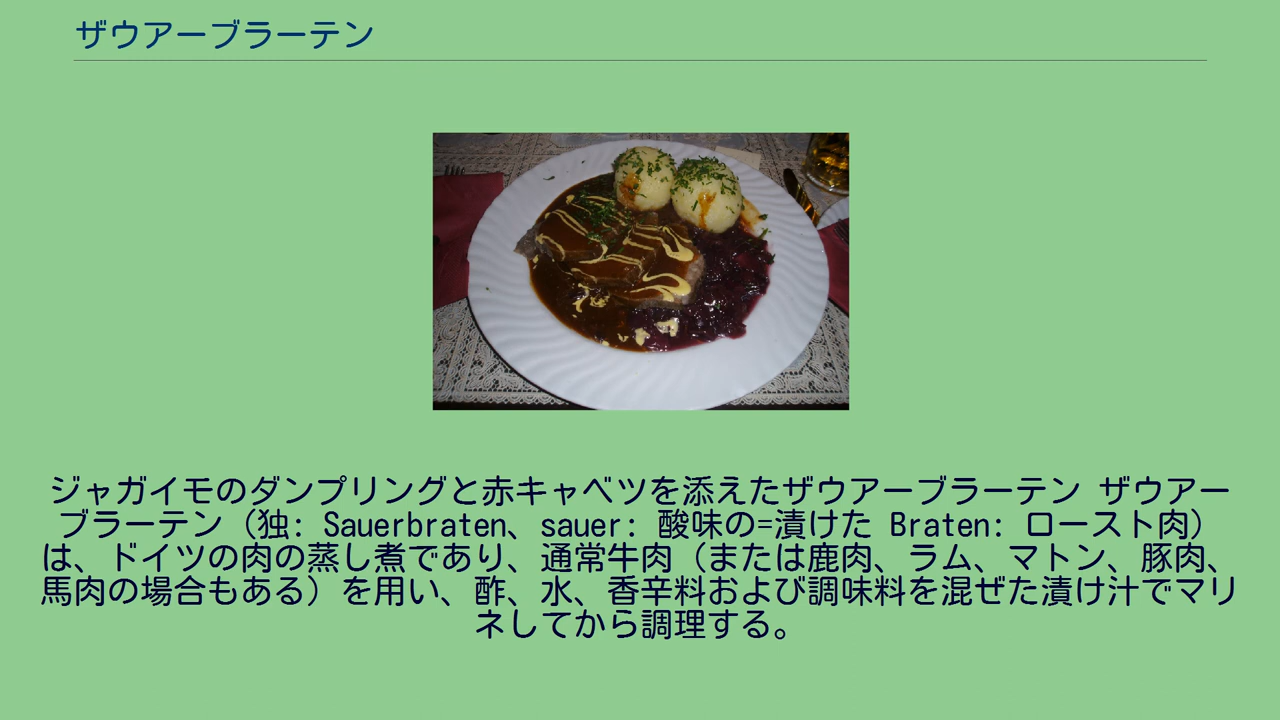 ザウアーブラーテン
ジャガイモのダンプリングと赤キャベツを添えたザウアーブラーテン ザウアー
ブラーテン（独: Sauerbraten、sauer: 酸味の=漬けた Braten: ロースト肉）
は、ドイツの肉の蒸し煮であり、通常牛肉（または鹿肉、ラム、マトン、豚肉、
馬肉の場合もある）を用い、酢、水、香辛料および調味料を混ぜた漬け汁でマリ
ネしてから調理する。